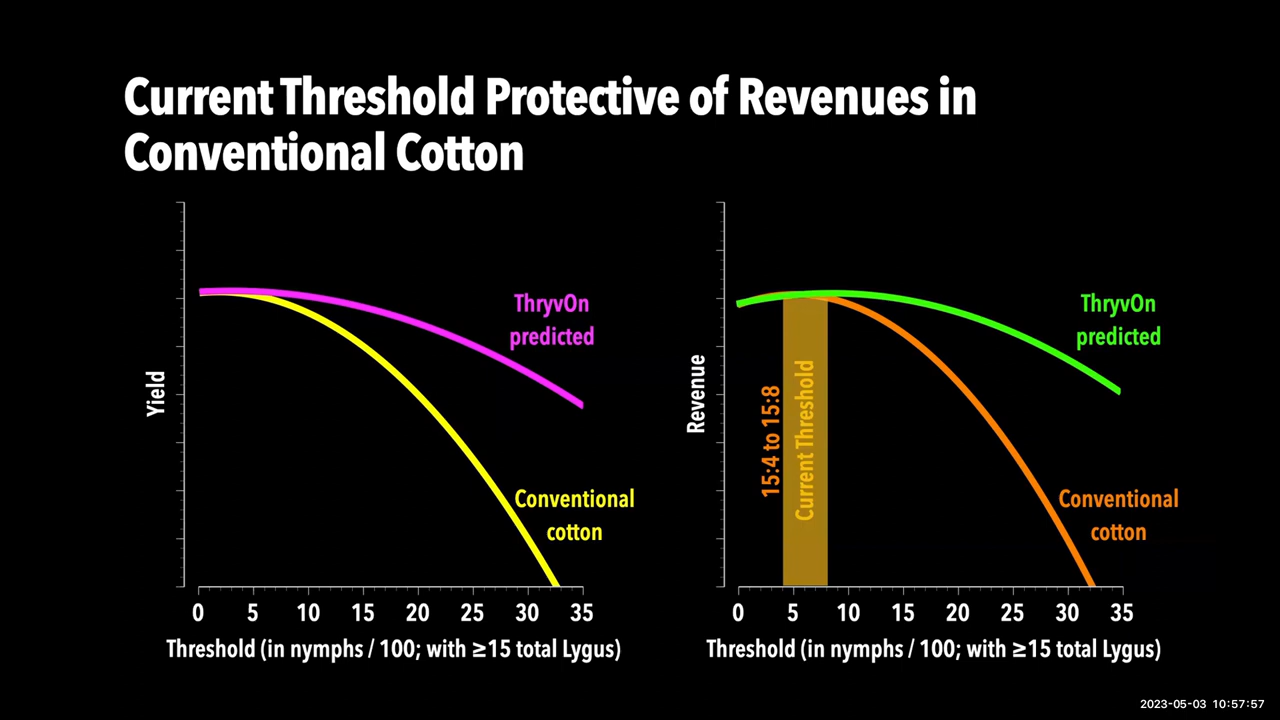 Current Threshold Protective of Revenues in
Conventional Cotton
Yield
ThryvOn
predicted
Conventional
cotton
0 5 10 15 20 25 30 35
Threshold (in nymphs / 100; with ≥15 total Lygus)
Revenue
15:4 to 15:8
Current Threshold
ThryvOn
predicted
Conventional
cotton
0 5 10 15 20 25 30 35
Threshold (in nymphs / 100; with ≥15 total Lygus)
2023-05-03 10:57:57